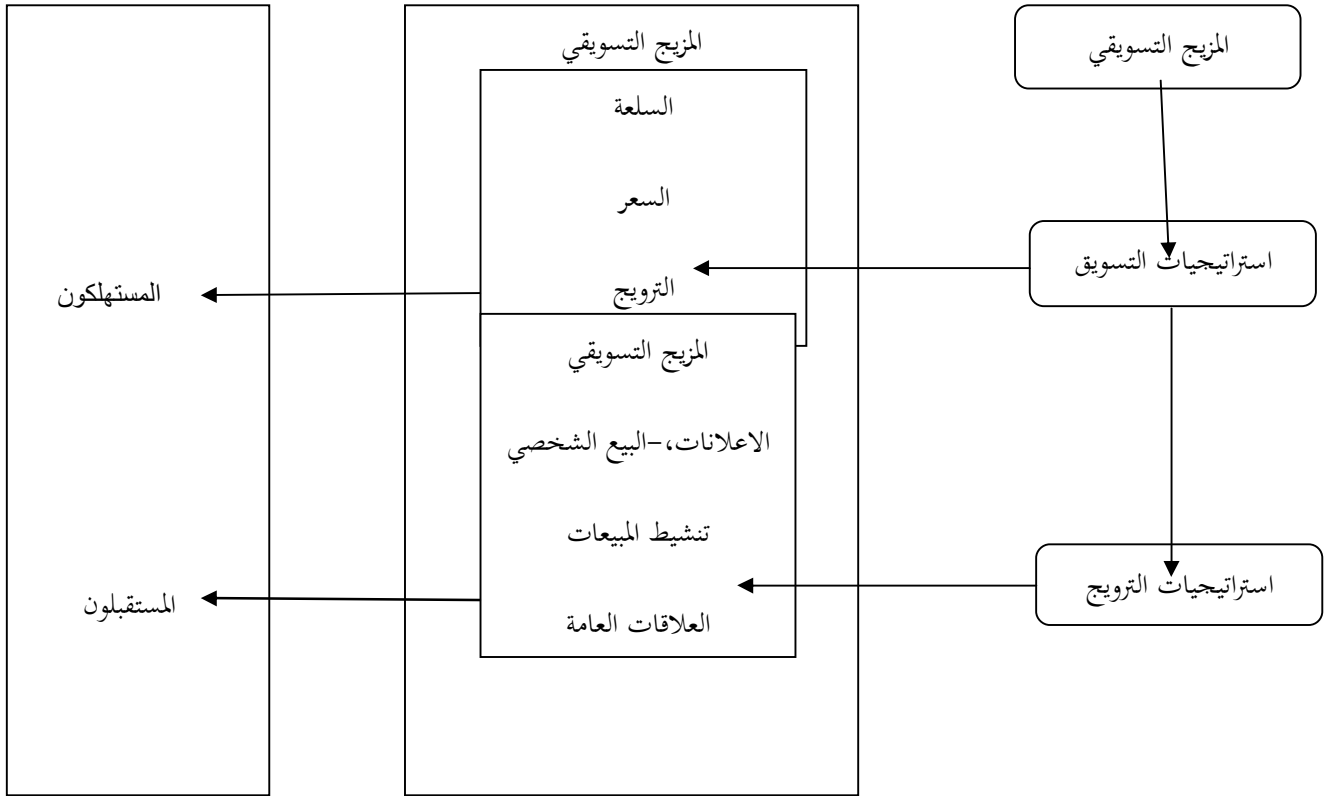 المزيج التسويقي
استراتيجيات التسويق
استراتيجيات الترويج
المزيج التسويقي
السلعة
السعر
الترويج
المزيج التسويقي
الاعلانات،–البيع الشخصي
تنشيط المبيعات
العلاقات العامة
المستهلكون
المستقبلون